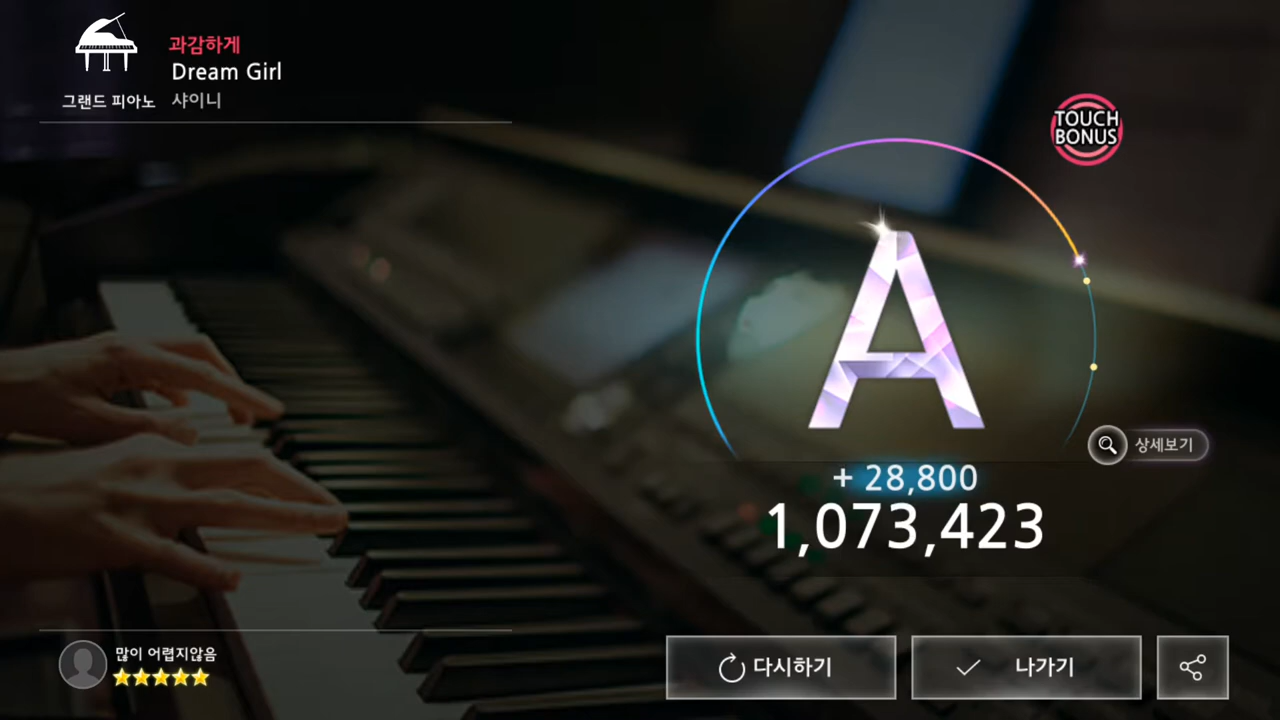 과감하게
Dream Girl
그랜드 피아노
샤이니
TOUCH
BONUS
A
상세보기
+ 28,800
1,073,423
많이 어렵지않음
다시하기
나가기